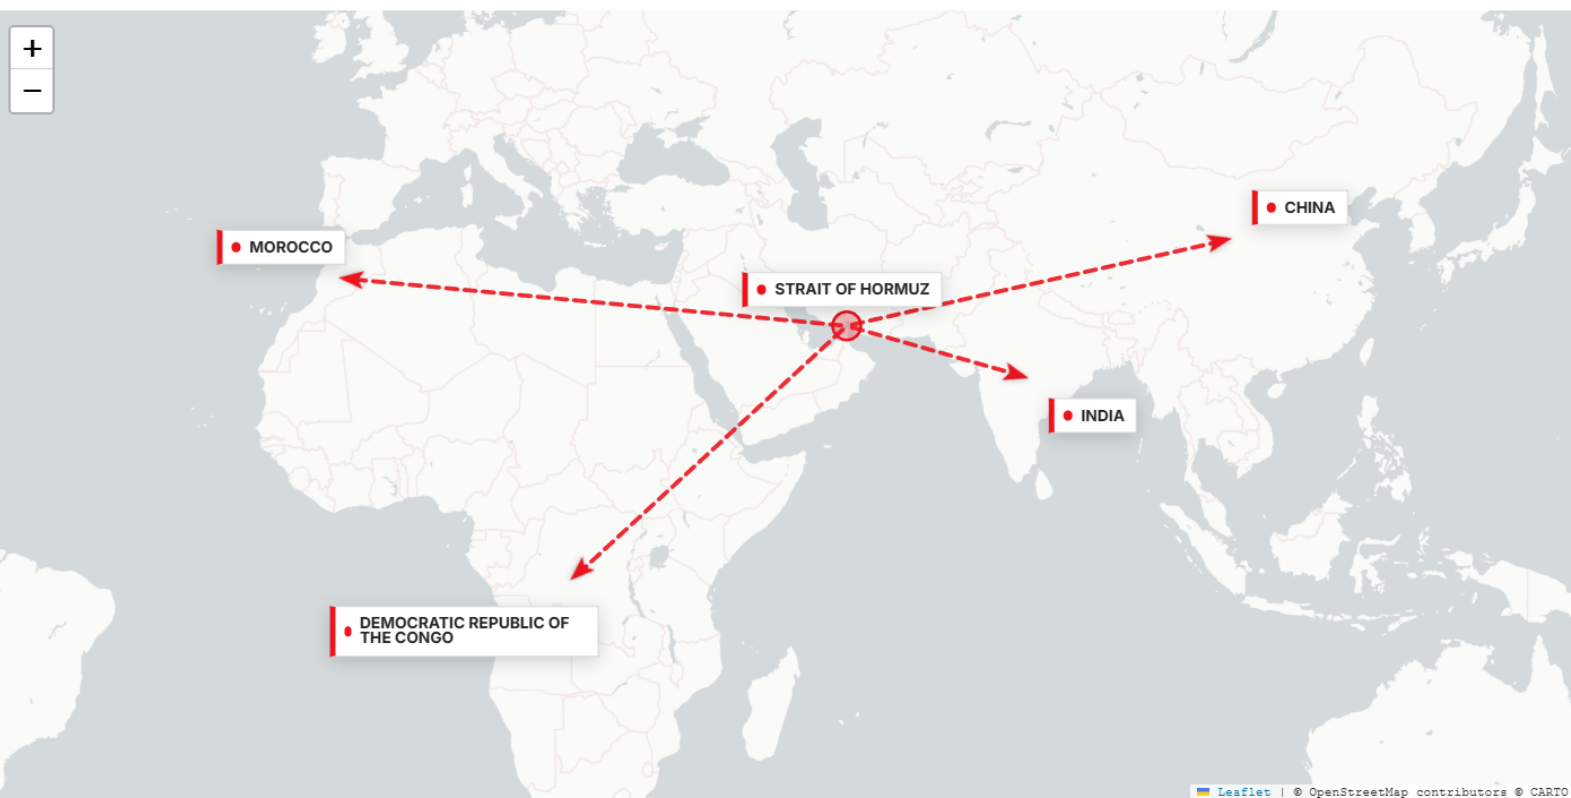 +
−
CHINA
MOROCCO
STRAIT OF HORMUZ
INDIA
DEMOCRATIC REPUBLIC OF
THE CONGO
Leaflet | © OpenStreetMap contributors © CARTO